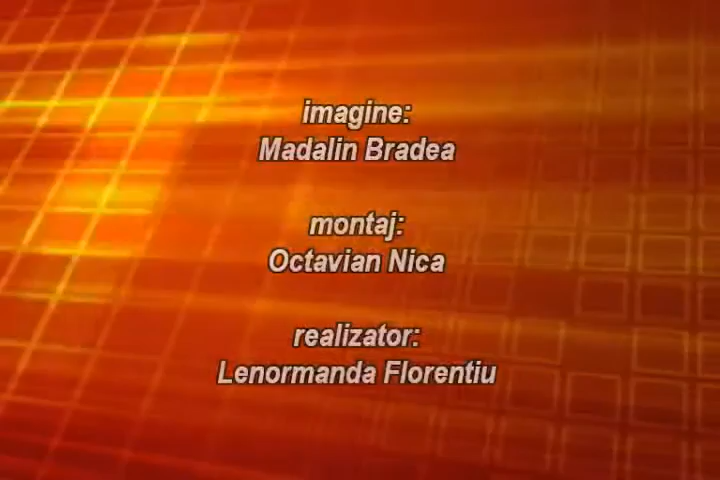 imagine:
Madalin Bradea
montaj:
Octavian Nica
realizator:
Lenormanda Florentiu